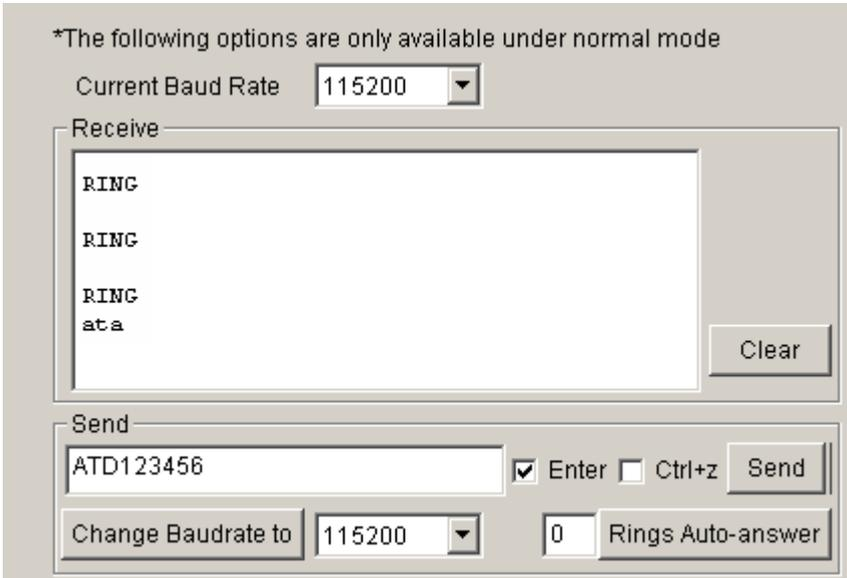 *The following options are only available under normal mode
Current Baud Rate 115200
Receive
RING
RING
RING
ata
Clear
Send
ATD123456 Enter Ctrl+z Send
Change Baudrate to 115200 0 Rings Auto-answer